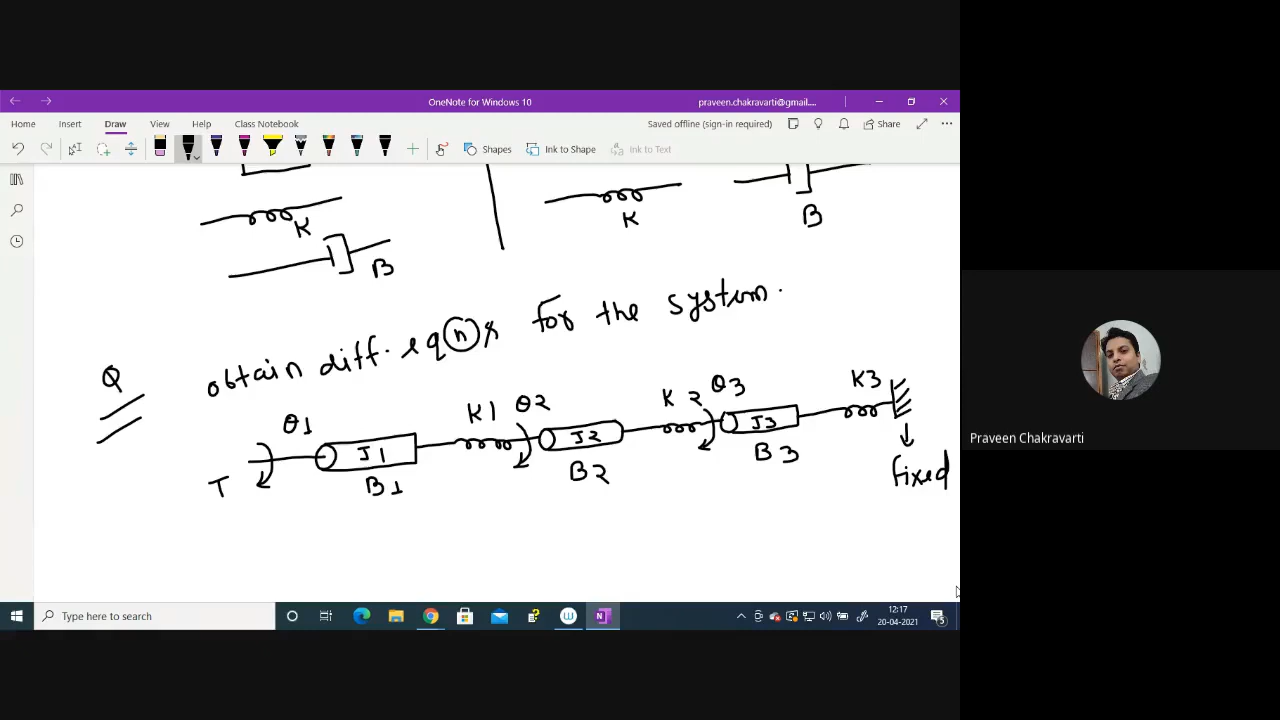 OneNote for Windows 10
praveen.chakravarti@gmail....
Home Insert Draw View Help Class Notebook
Saved offline (sign-in required) Share
Shapes Ink to Shape Ink to Text
K K B
B
obtain diff. eqns for the system.
Q
θ1 K1 θ2 K2 θ3 K3
T J1 J2 J3
B1 B2 B3 fixed
Praveen Chakravarti
Type here to search
12:17
20-04-2021
5